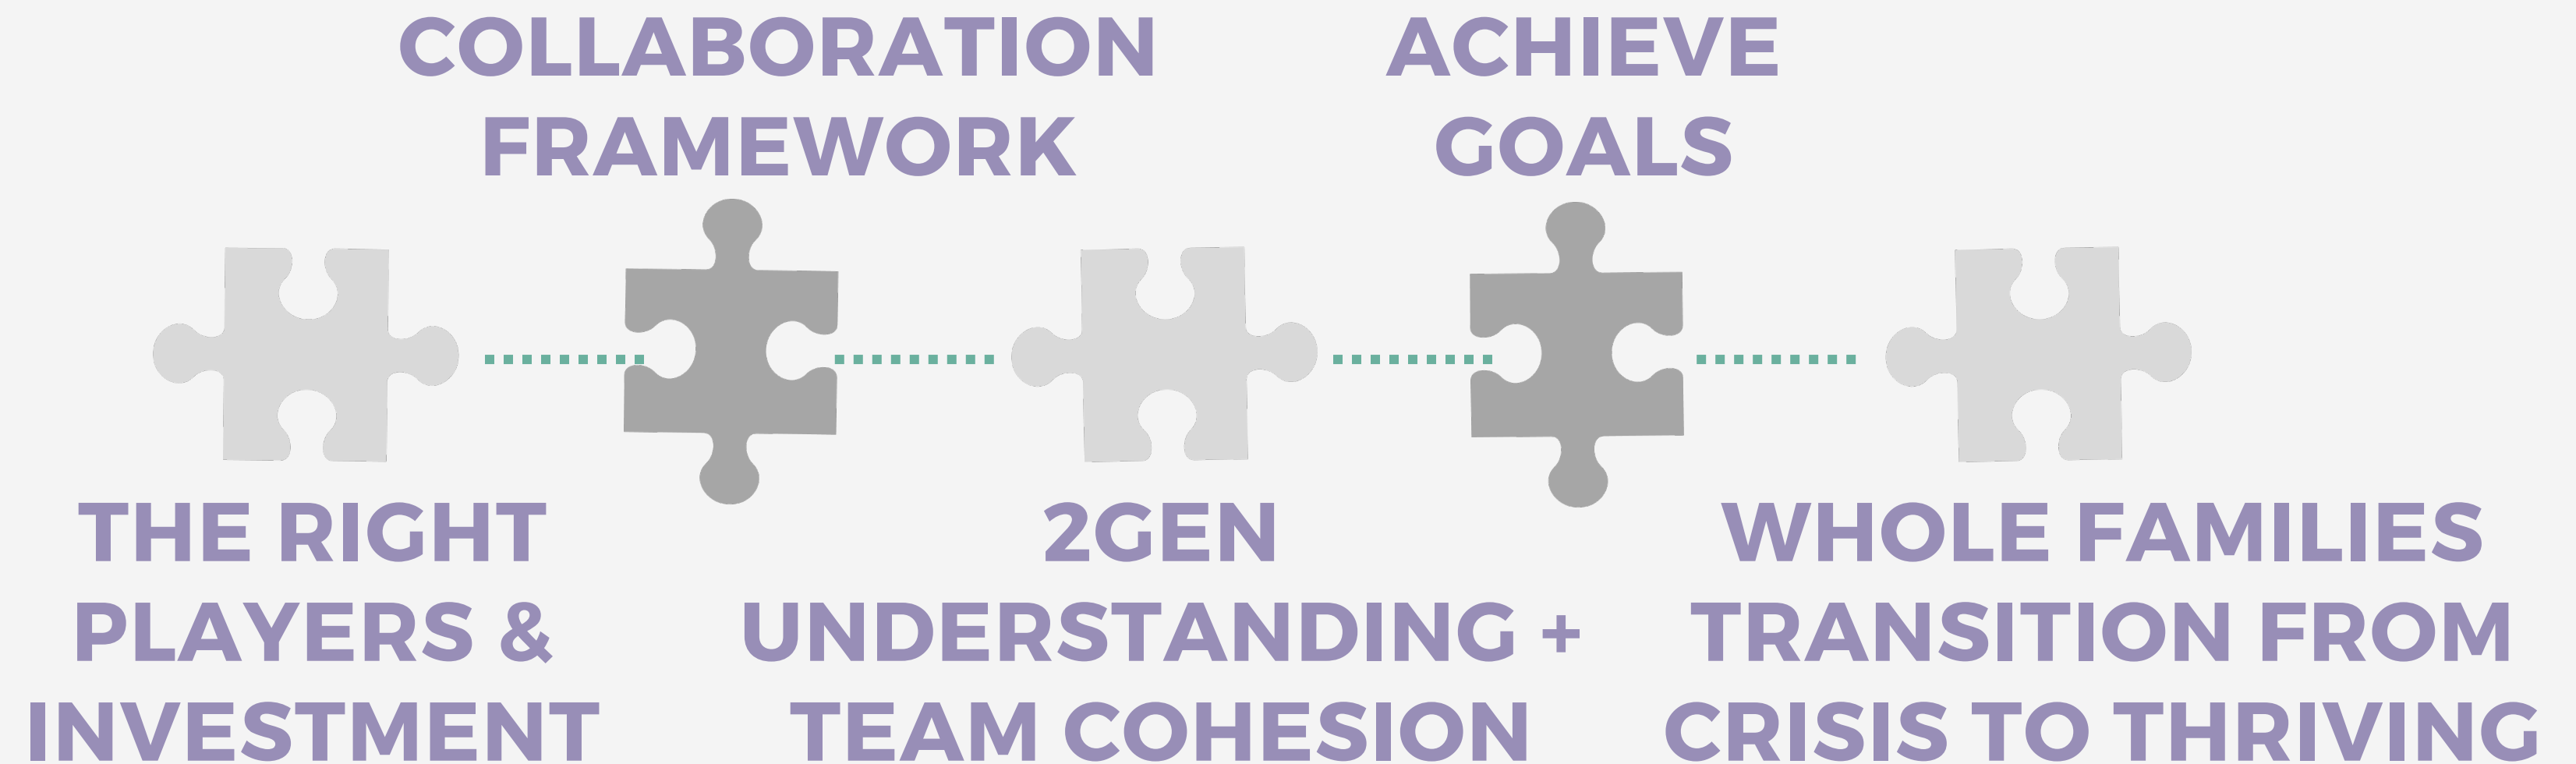 COLLABORATION
FRAMEWORK
ACHIEVE
GOALS
THE RIGHT
PLAYERS &
INVESTMENT
2GEN
UNDERSTANDING +
TEAM COHESION
WHOLE FAMILIES
TRANSITION FROM
CRISIS TO THRIVING